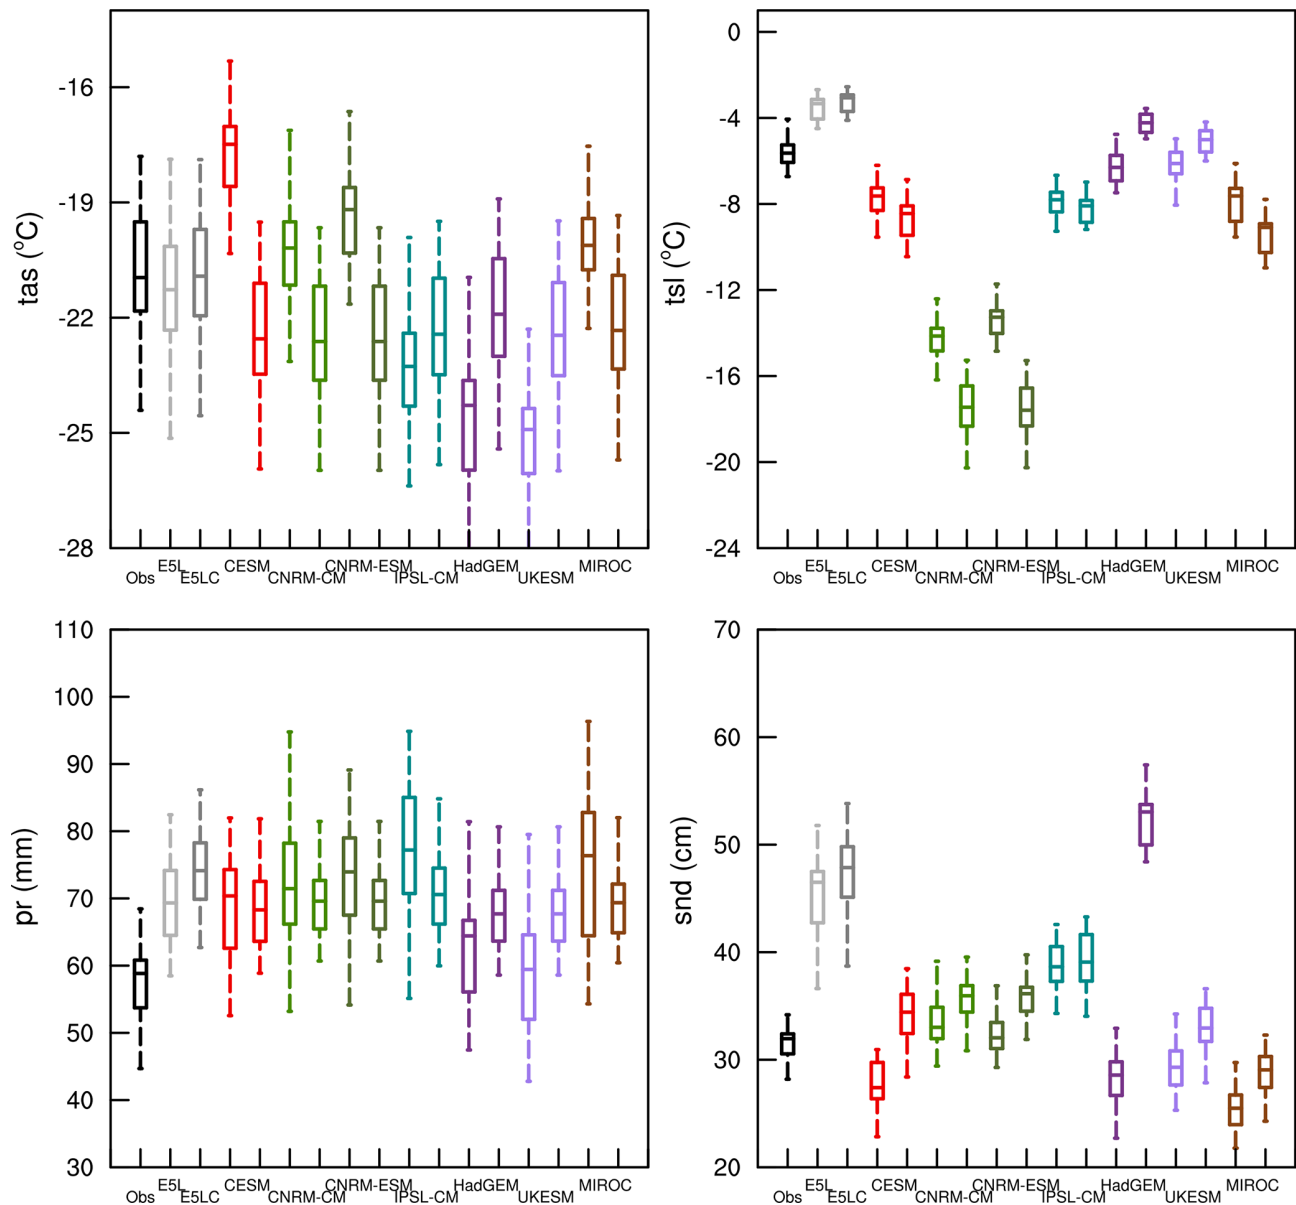 tas (°C)
-16
-19
-22
-25
-28
Obs
E5L
E5LC
CESM
CNRM-CM
CNRM-ESM
IPSL-CM
HadGEM
UKESM
MIROC
tsl (°C)
0
-4
-8
-12
-16
-20
-24
Obs
E5L
E5LC
CESM
CNRM-CM
CNRM-ESM
IPSL-CM
HadGEM
UKESM
MIROC
pr (mm)
110
100
90
80
70
60
50
40
30
Obs
E5L
E5LC
CESM
CNRM-CM
CNRM-ESM
IPSL-CM
HadGEM
UKESM
MIROC
snd (cm)
70
60
50
40
30
20
Obs
E5L
E5LC
CESM
CNRM-CM
CNRM-ESM
IPSL-CM
HadGEM
UKESM
MIROC